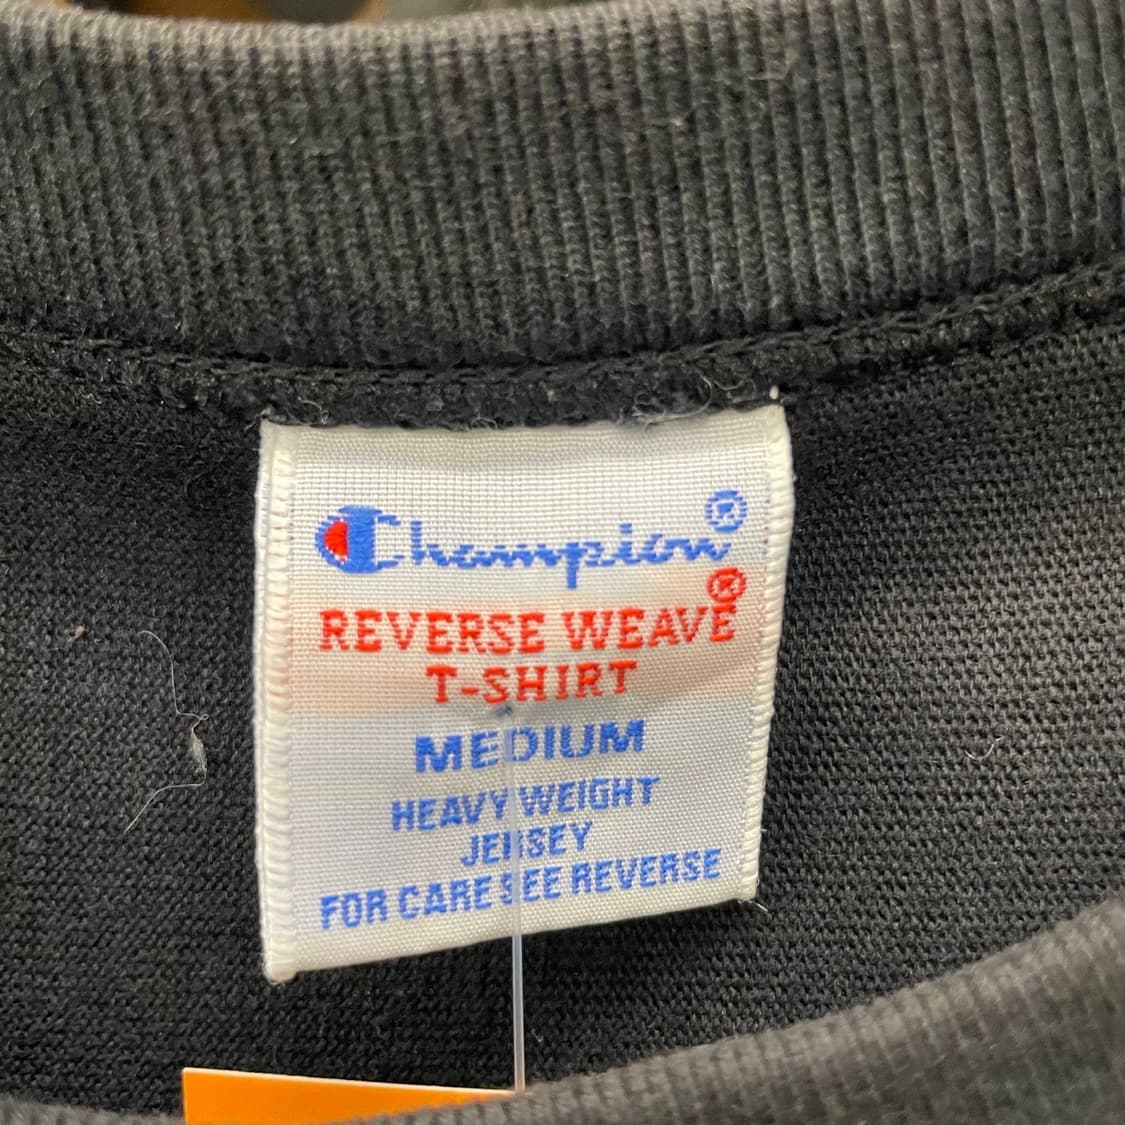 Champion®
REVERSE WEAVE®
T-SHIRT
MEDIUM
HEAVY WEIGHT
JERSEY
FOR CARE SEE REVERSE